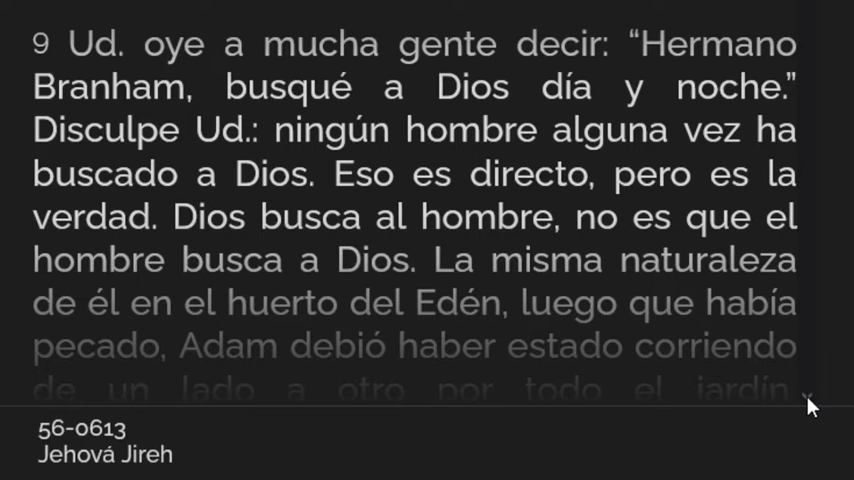 9 Ud. oye a mucha gente decir: “Hermano
Branham, busqué a Dios día y noche.”
Disculpe Ud.: ningún hombre alguna vez ha
buscado a Dios. Eso es directo, pero es la
verdad. Dios busca al hombre, no es que el
hombre busca a Dios. La misma naturaleza
de él en el huerto del Edén, luego que había
pecado, Adam debió haber estado corriendo
de un lado a otro por todo el jardín
56-0613
Jehová Jireh